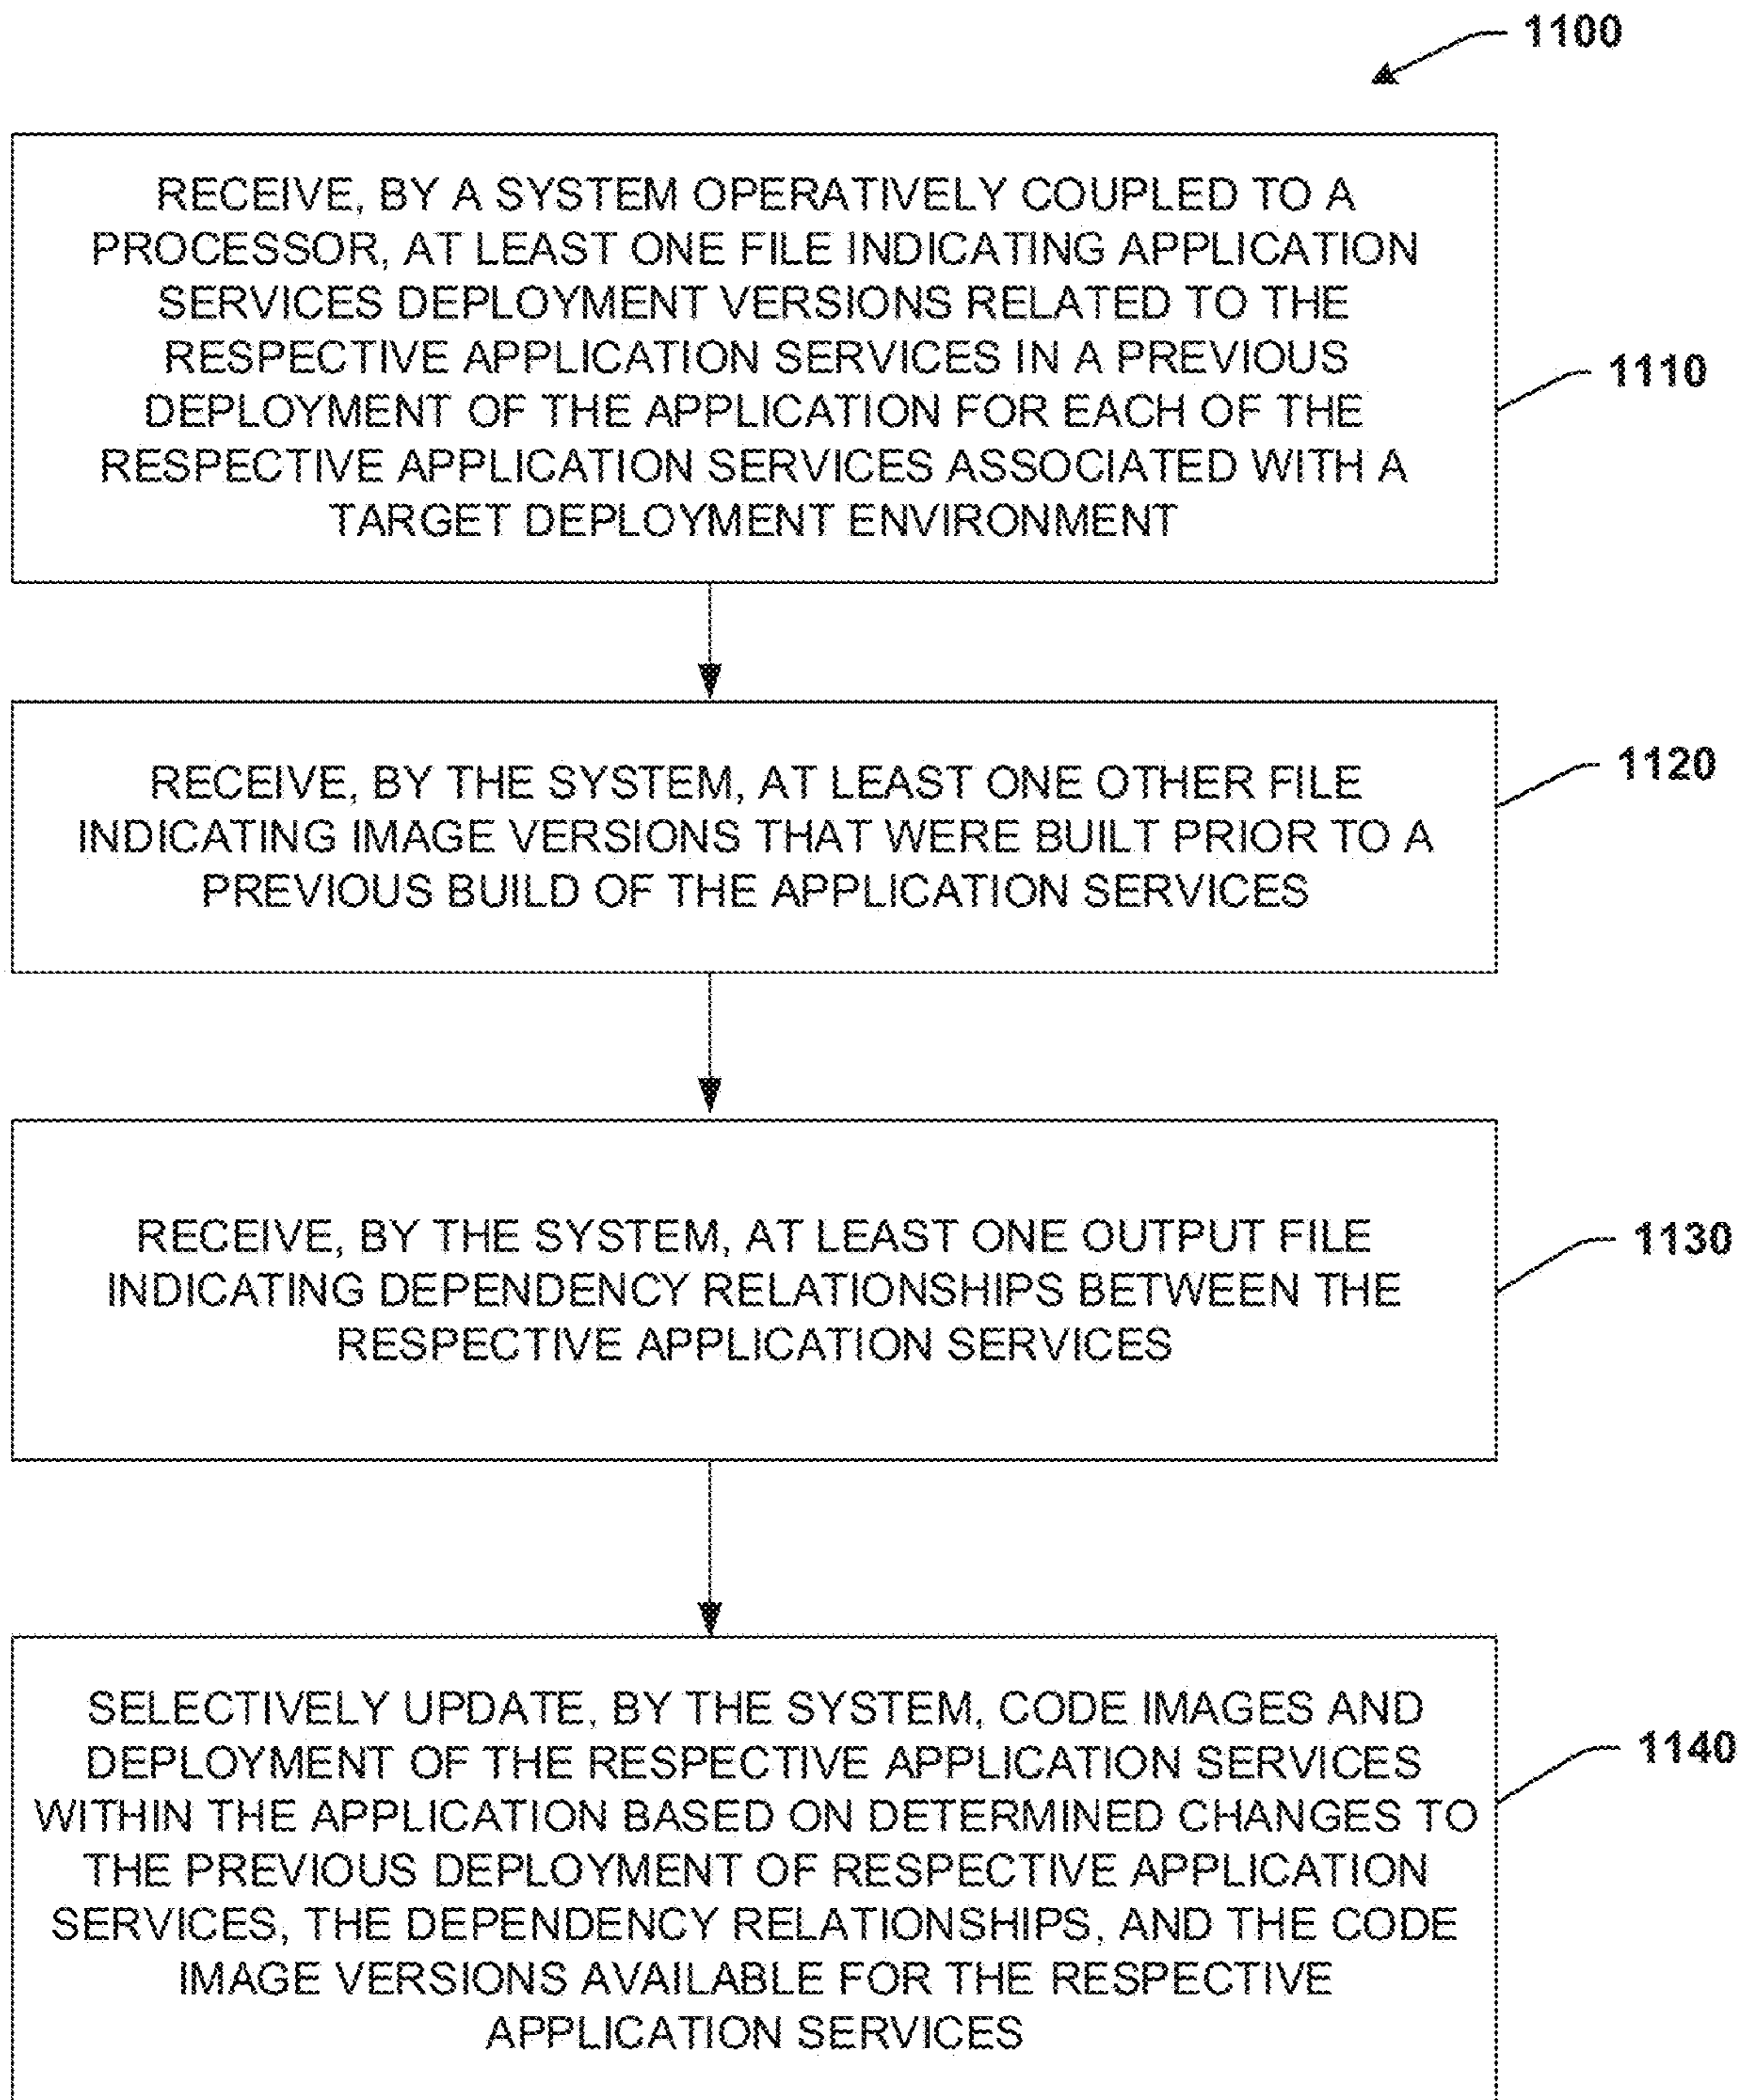 1100
RECEIVE, BY A SYSTEM OPERATIVELY COUPLED TO A
PROCESSOR, AT LEAST ONE FILE INDICATING APPLICATION
SERVICES DEPLOYMENT VERSIONS RELATED TO THE
RESPECTIVE APPLICATION SERVICES IN A PREVIOUS
DEPLOYMENT OF THE APPLICATION FOR EACH OF THE
RESPECTIVE APPLICATION SERVICES ASSOCIATED WITH A
TARGET DEPLOYMENT ENVIRONMENT
1110
RECEIVE, BY THE SYSTEM, AT LEAST ONE OTHER FILE
INDICATING IMAGE VERSIONS THAT WERE BUILT PRIOR TO A
PREVIOUS BUILD OF THE APPLICATION SERVICES
1120
RECEIVE, BY THE SYSTEM, AT LEAST ONE OUTPUT FILE
INDICATING DEPENDENCY RELATIONSHIPS BETWEEN THE
RESPECTIVE APPLICATION SERVICES
1130
SELECTIVELY UPDATE, BY THE SYSTEM, CODE IMAGES AND
DEPLOYMENT OF THE RESPECTIVE APPLICATION SERVICES
WITHIN THE APPLICATION BASED ON DETERMINED CHANGES TO
THE PREVIOUS DEPLOYMENT OF RESPECTIVE APPLICATION
SERVICES, THE DEPENDENCY RELATIONSHIPS, AND THE CODE
IMAGE VERSIONS AVAILABLE FOR THE RESPECTIVE
APPLICATION SERVICES
1140